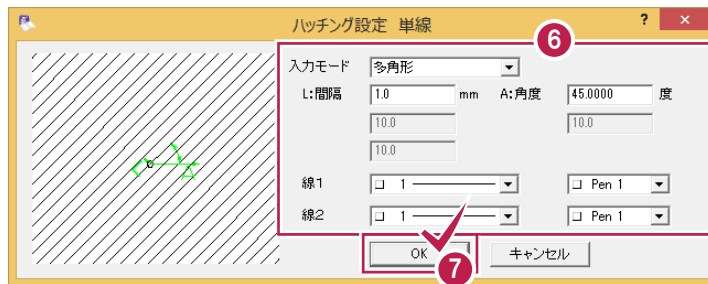 ハッチング設定 単線
? ×
6
入力モード 多角形
L:間隔 1.0 mm A:角度 45.0000 度
10.0 10.0
10.0
線1 1 Pen 1
線2 1 Pen 1
OK キャンセル
7
L
A